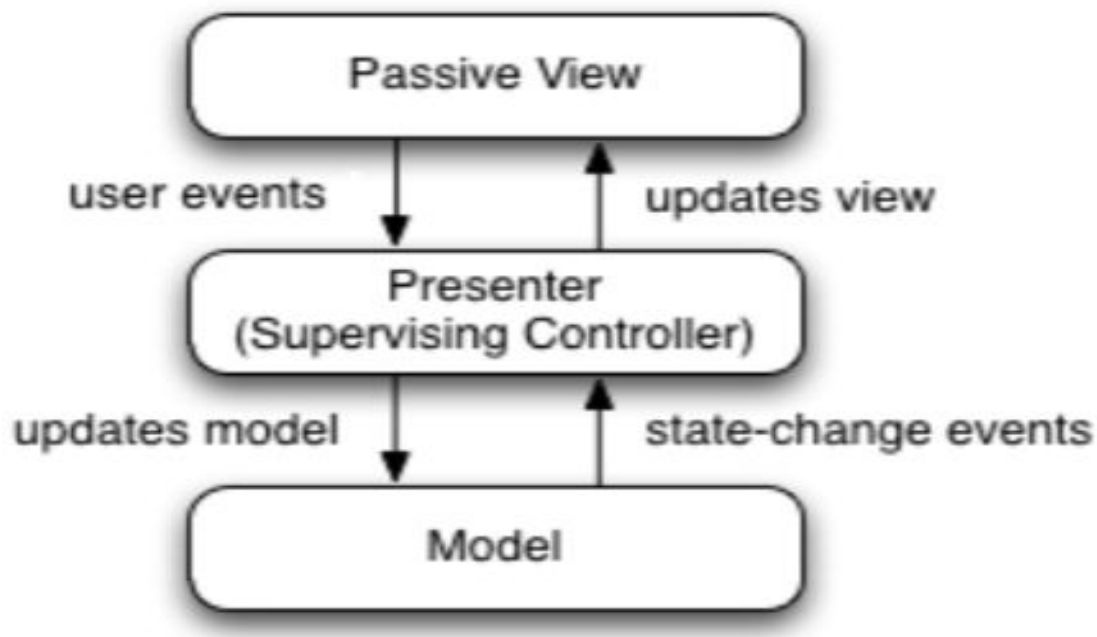 Passive View
user events
updates view
Presenter
(Supervising Controller)
updates model
state-change events
Model